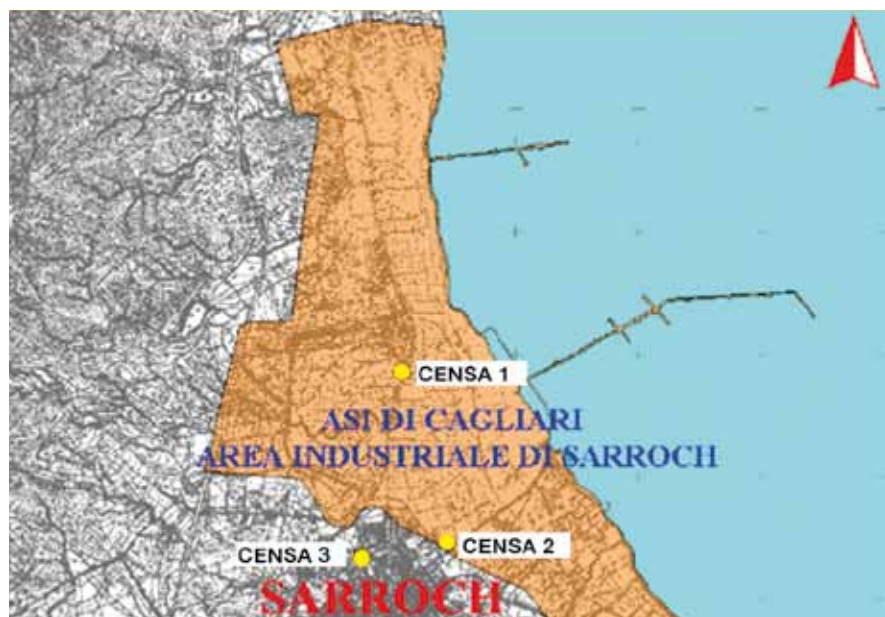 CENSA 1
ASI DI CAGLIARI
AREA INDUSTRIALE DI SARROCH
CENSA 2
CENSA 3
SARROCH